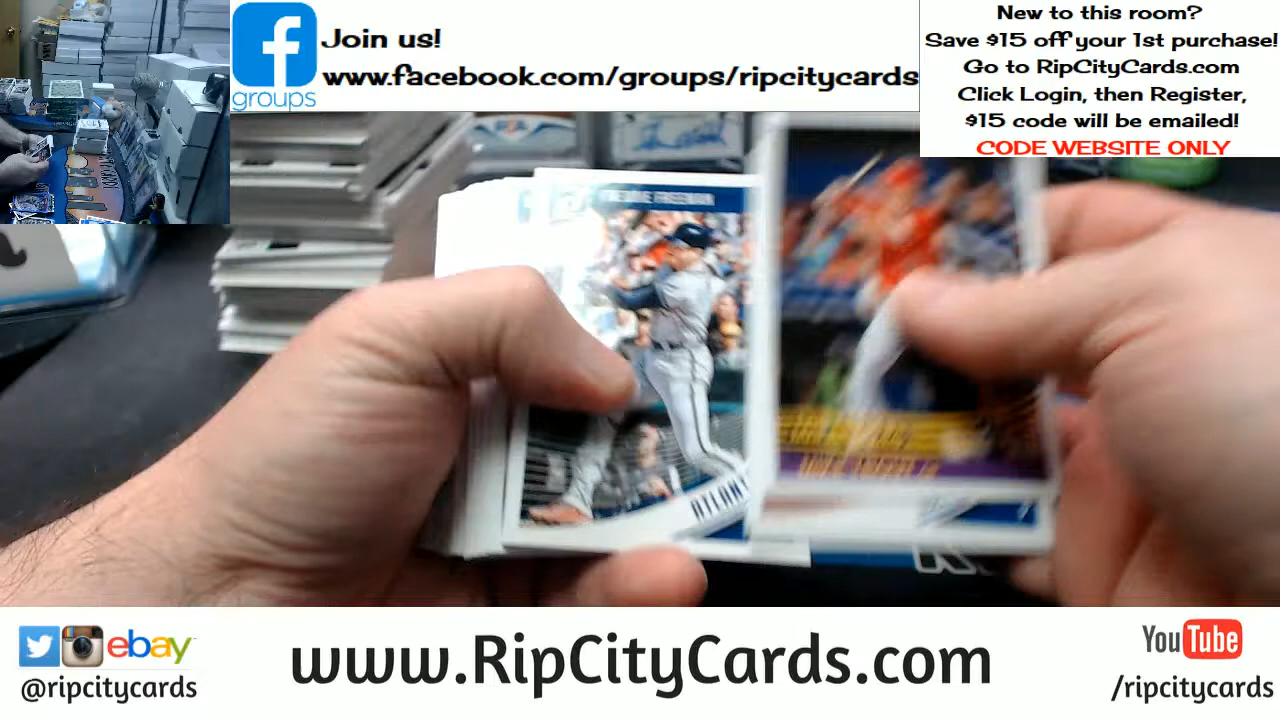 Join us!
www.facebook.com/groups/ripcitycards
groups
New to this room?
Save $15 off your 1st purchase!
Go to RipCityCards.com
Click Login, then Register,
$15 code will be emailed!
CODE WEBSITE ONLY
FREEMAN
ATLANT
ebay
@ripcitycards
www.RipCityCards.com
YouTube
/ripcitycards